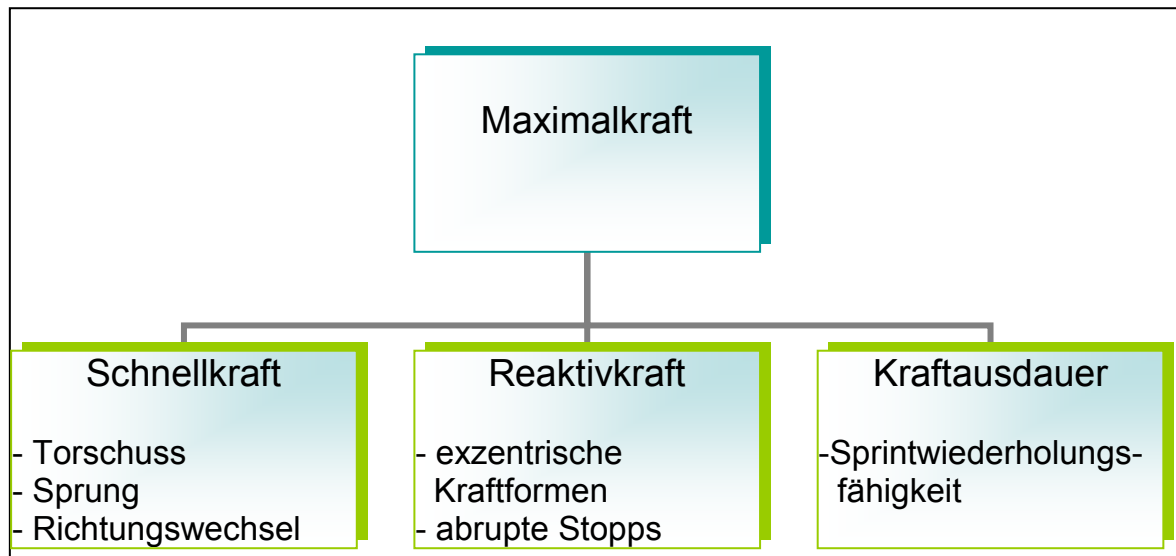 Maximalkraft
Schnellkraft
- Torschuss
- Sprung
- Richtungswechsel
Reaktivkraft
- exzentrische
Kraftformen
- abrupte Stopps
Kraftausdauer
-Sprintwiederholungs-
fähigkeit